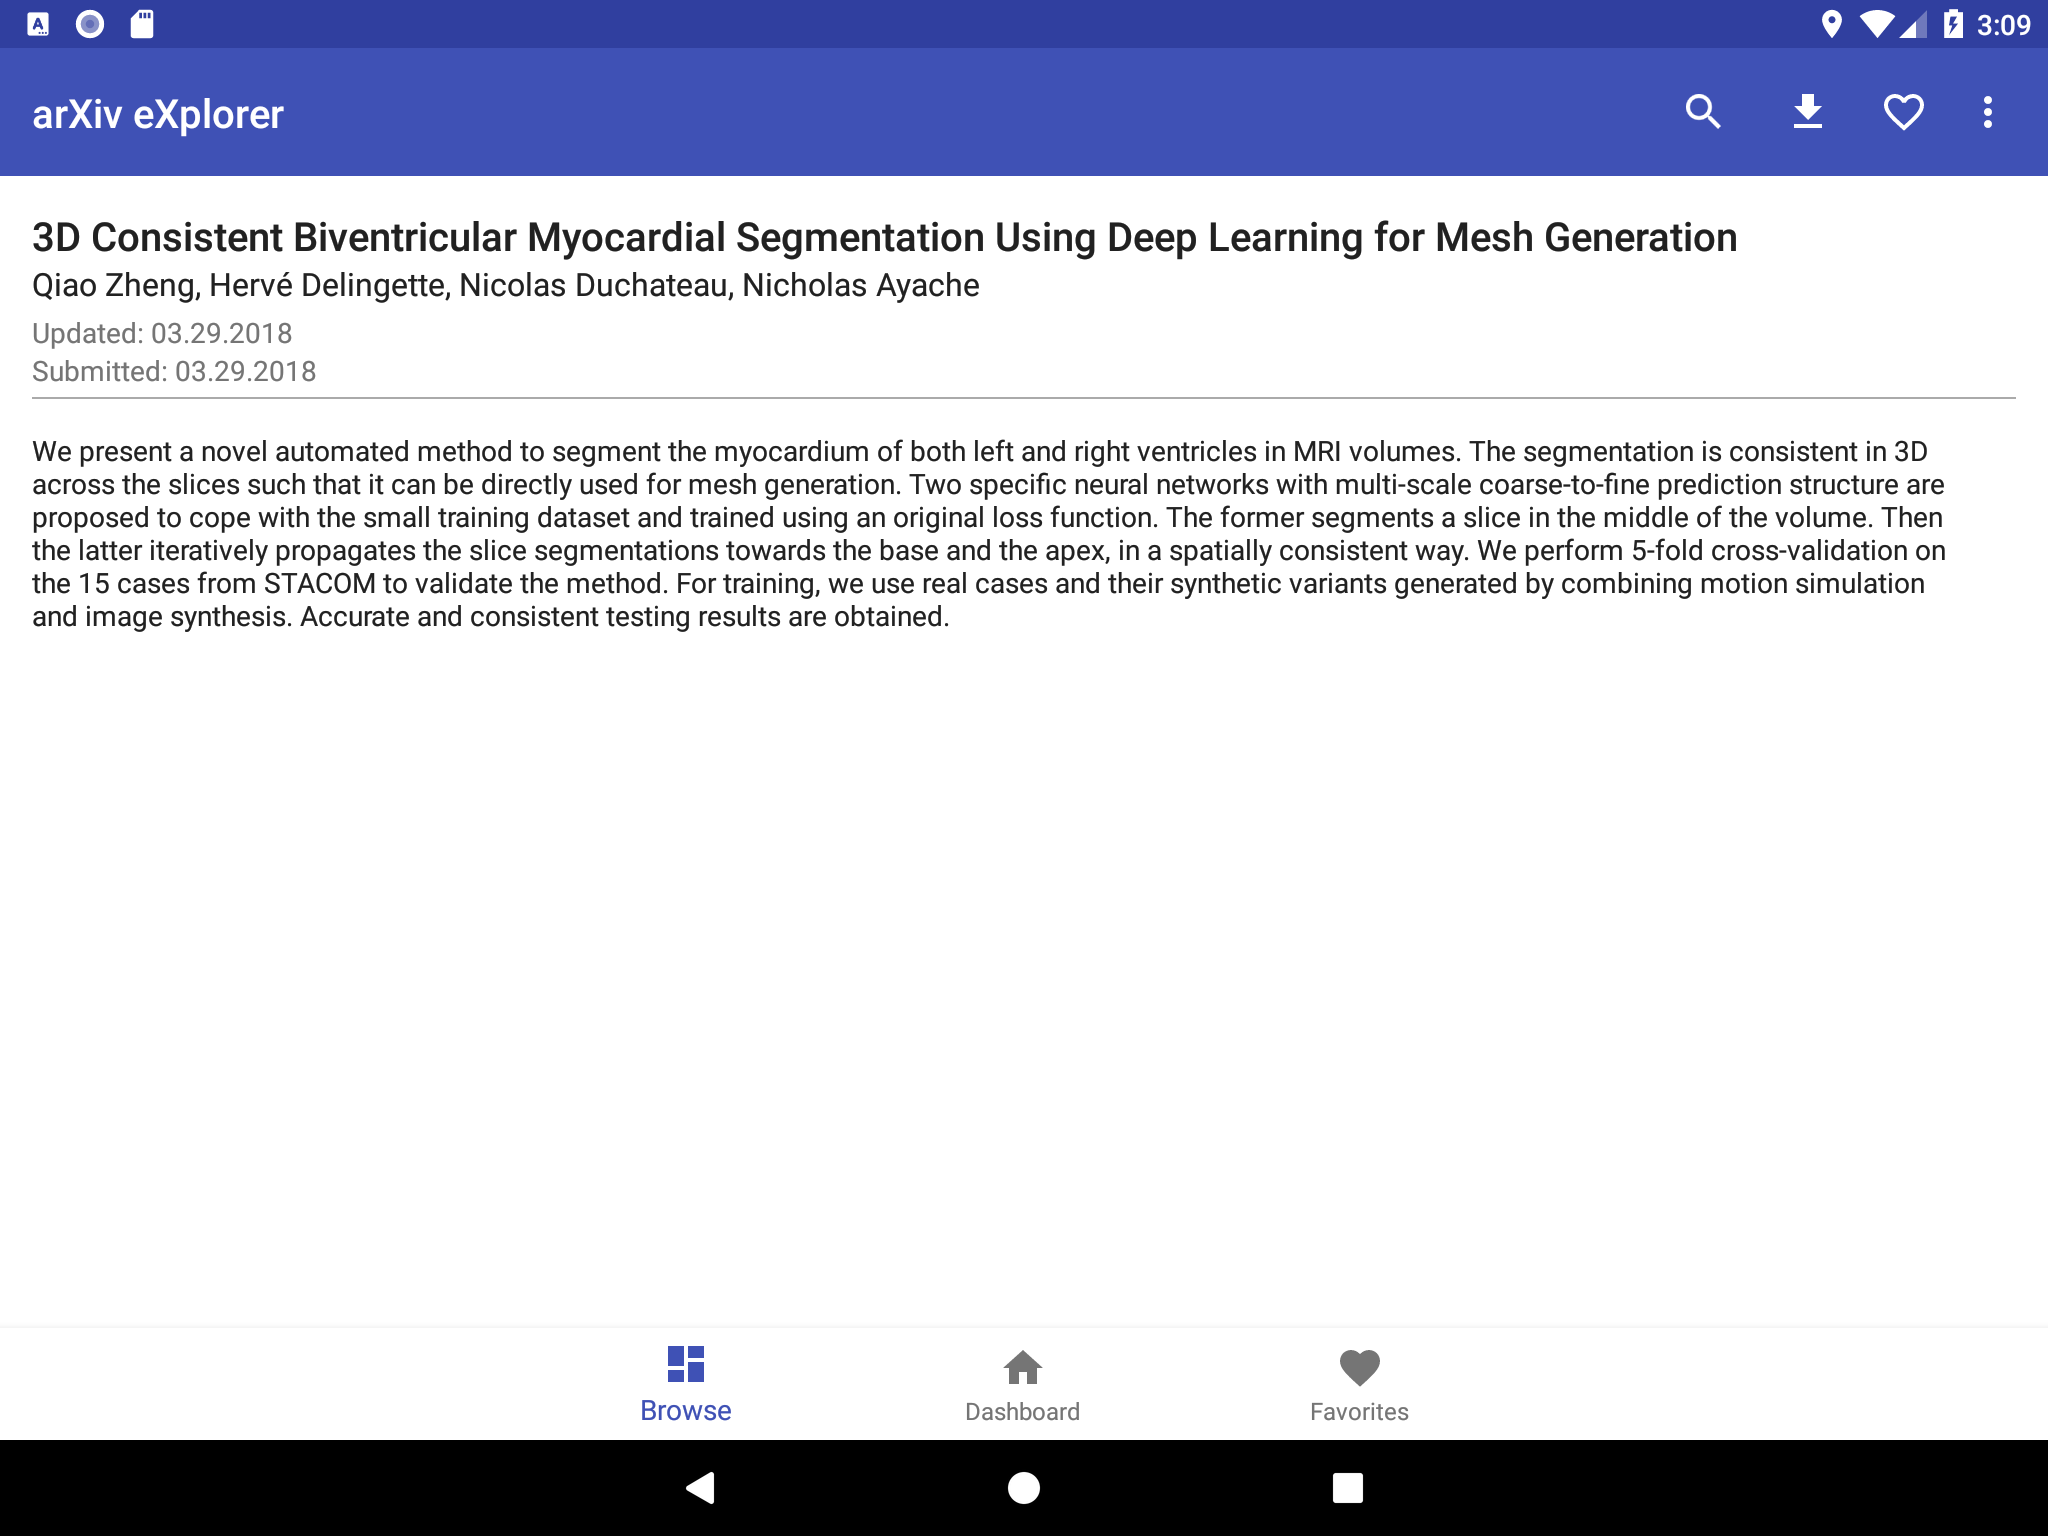 3:09
arXiv eXplorer
3D Consistent Biventricular Myocardial Segmentation Using Deep Learning for Mesh Generation
Qiao Zheng, Hervé Delingette, Nicolas Duchateau, Nicholas Ayache
Updated: 03.29.2018
Submitted: 03.29.2018
We present a novel automated method to segment the myocardium of both left and right ventricles in MRI volumes. The segmentation is consistent in 3D
across the slices such that it can be directly used for mesh generation. Two specific neural networks with multi-scale coarse-to-fine prediction structure are
proposed to cope with the small training dataset and trained using an original loss function. The former segments a slice in the middle of the volume. Then
the latter iteratively propagates the slice segmentations towards the base and the apex, in a spatially consistent way. We perform 5-fold cross-validation on
the 15 cases from STACOM to validate the method. For training, we use real cases and their synthetic variants generated by combining motion simulation
and image synthesis. Accurate and consistent testing results are obtained.
Browse
Dashboard
Favorites